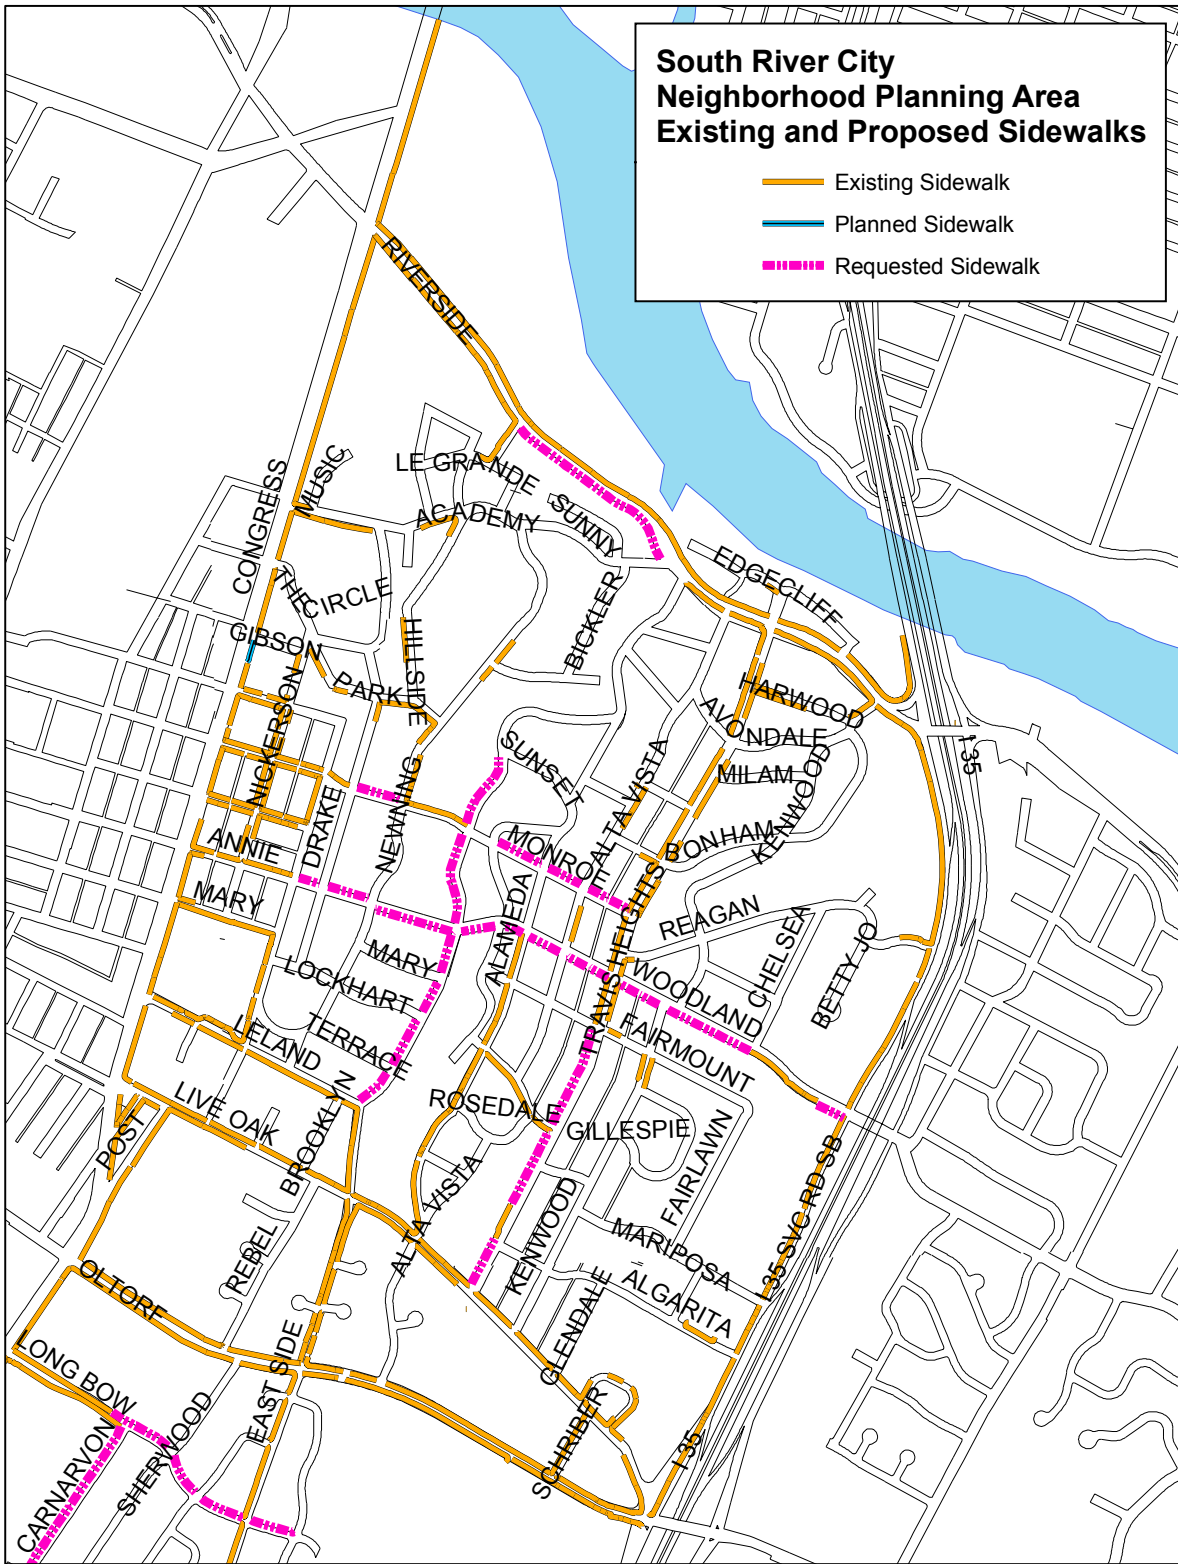 South River City
Neighborhood Planning Area
Existing and Proposed Sidewalks
Existing Sidewalk
Planned Sidewalk
Requested Sidewalk
RIVERSIDE
CONGRESS
MUSIC
LE GRANDE
ACADEMY
SUNNY
EDGECLIFF
THE CIRCLE
BICKLER
GIBSON
HILLSIDE
PARK
NICKERSON
HARWOOD
AVONDALE
I-35
SUNSET
ALTA VISTA
MILAM
KENWOOD
NEWNING
DRAKE
ANNIE
MONROE
BONHAM
MARY
ALAMEDA
TRAVIS HEIGHTS
REAGAN
CHELSEA
BETTY JO
MARY
LOCKHART
WOODLAND
LELAND
TERRACE
FAIRMOUNT
LIVE OAK
POST
BROOKLYN
ROSEDALE
GILLESPIE
FAIRLAWN
I-35 SVC RD SB
ALTA VISTA
KENWOOD
MARIPOSA
REBEL
ALGARITA
OLTORF
GLENDALE
LONG BOW
EAST SIDE
SHERWOOD
SCHRIBER
I-35
CARNARVON